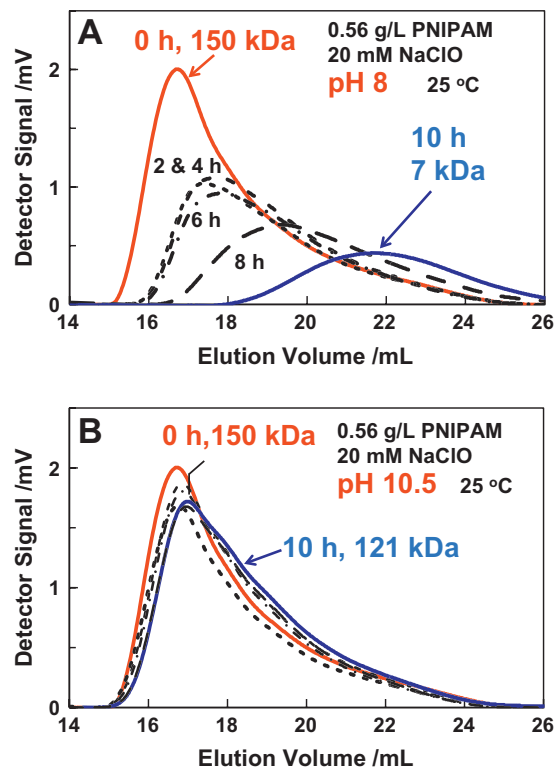 A
0 h, 150 kDa
0.56 g/L PNIPAM
20 mM NaClO
pH 8 25 °C
10 h
7 kDa
2 & 4 h
6 h
8 h
Detector Signal /mV
2
1
0
14 16 18 20 22 24 26
Elution Volume /mL
B
0 h,150 kDa
0.56 g/L PNIPAM
20 mM NaClO
pH 10.5 25 °C
10 h, 121 kDa
Detector Signal /mV
2
1
0
14 16 18 20 22 24 26
Elution Volume /mL